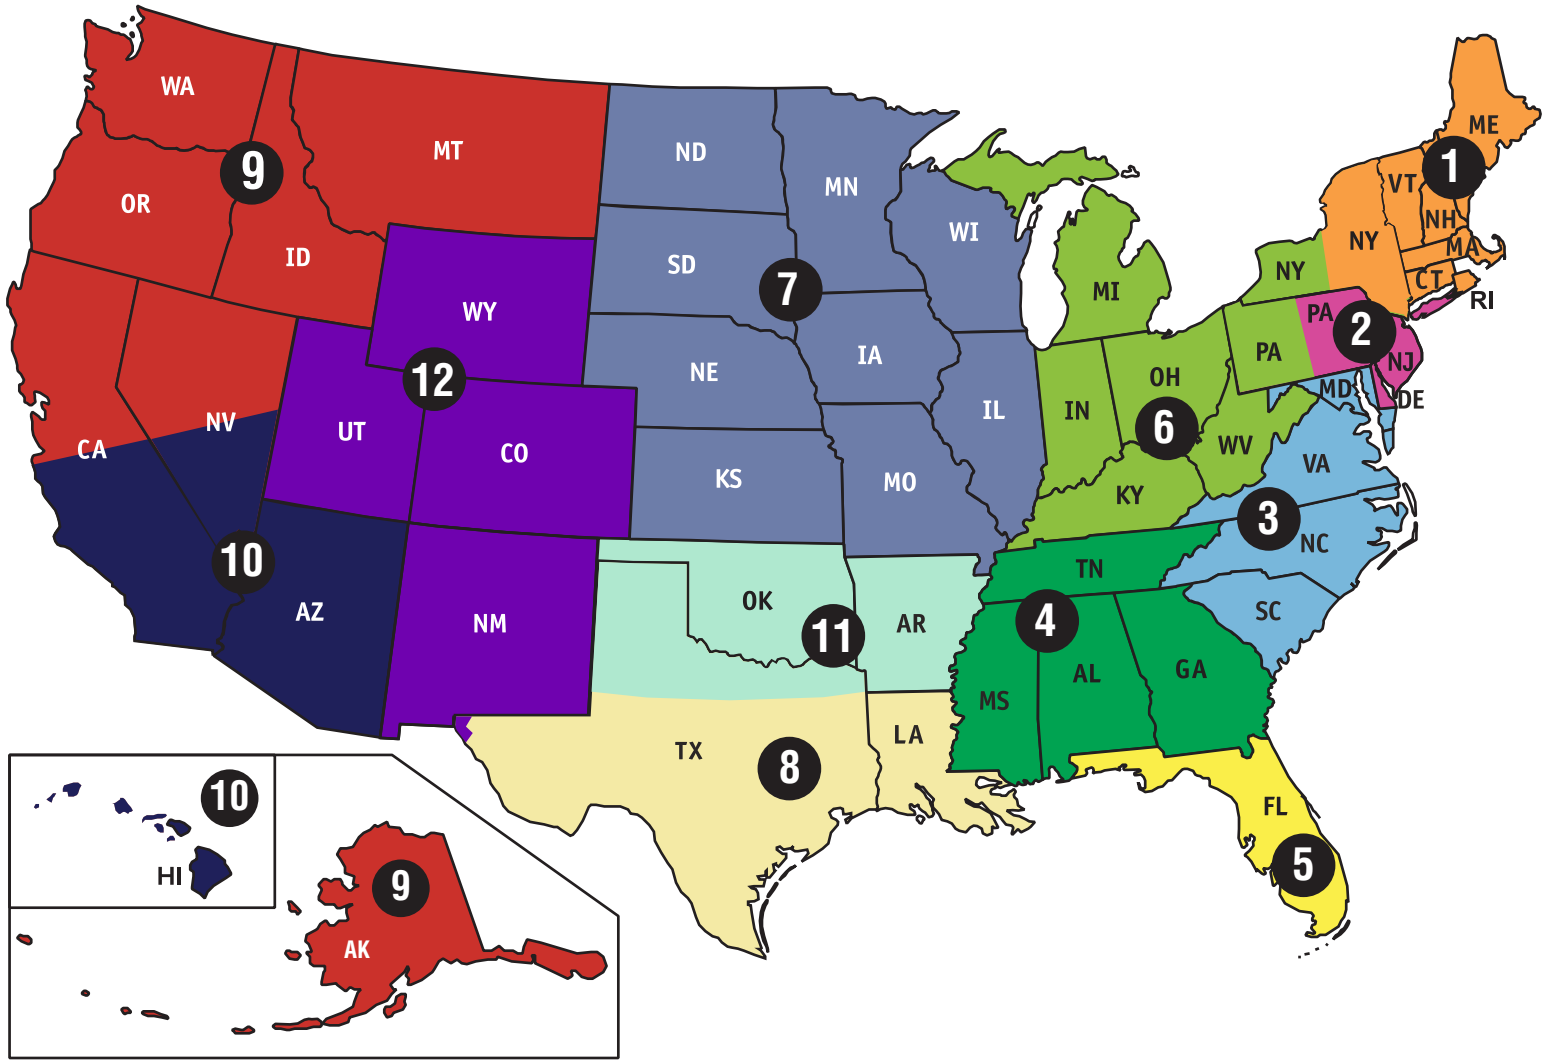 WA
MT
ND
MN
ME
1
VT
9
OR
WI
NH
NY
MA
ID
SD
7
MI
NY
CT
RI
WY
PA
2
NJ
IA
PA
NE
12
OH
MD
DE
NV
UT
IL
IN
6
WV
CA
CO
KS
MO
KY
VA
3
NC
10
AZ
OK
TN
NM
11
AR
4
SC
MS
AL
GA
TX
8
LA
10
FL
HI
9
5
AK